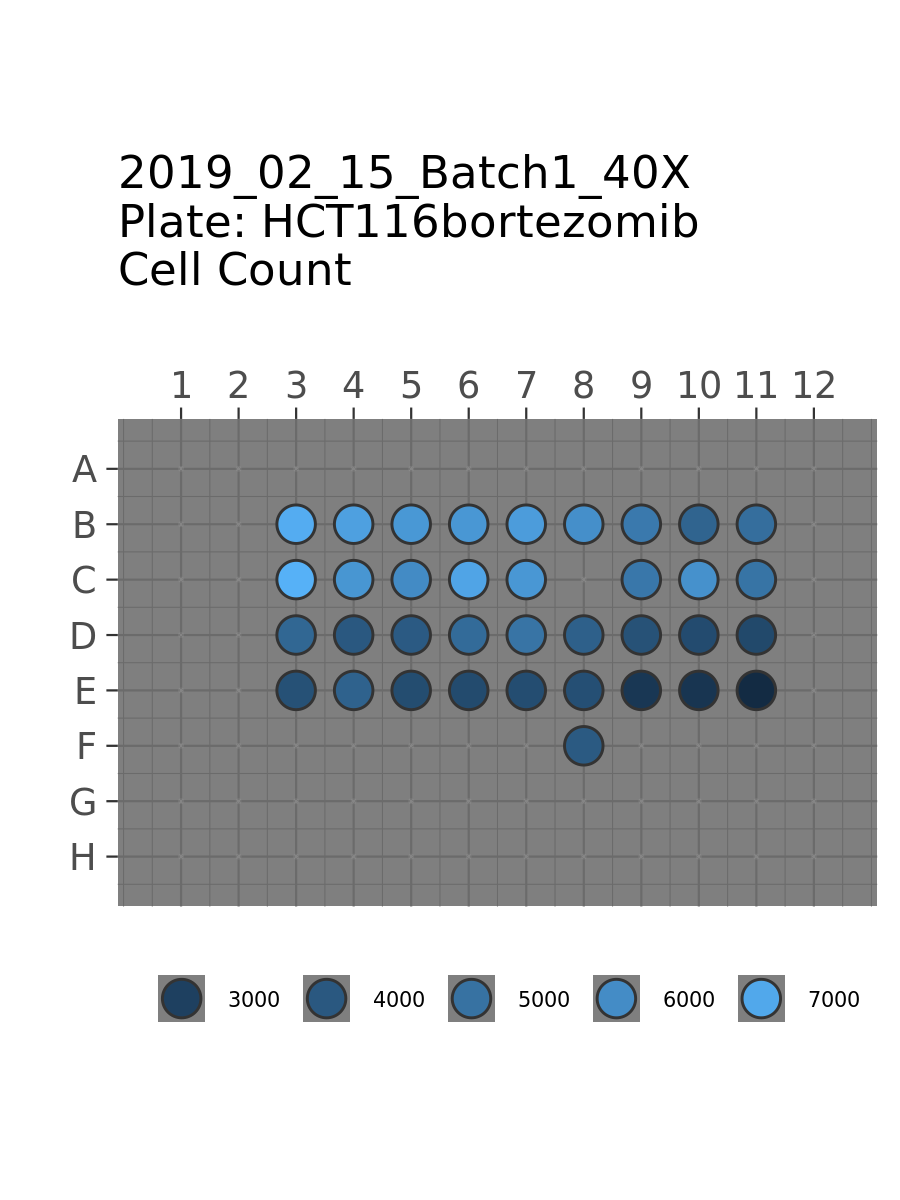 2019_02_15_Batch1_40X
Plate: HCT116bortezomib
Cell Count
1 2 3 4 5 6 7 8 9 10 11 12
A
B
C
D
E
F
G
H
3000 4000 5000 6000 7000